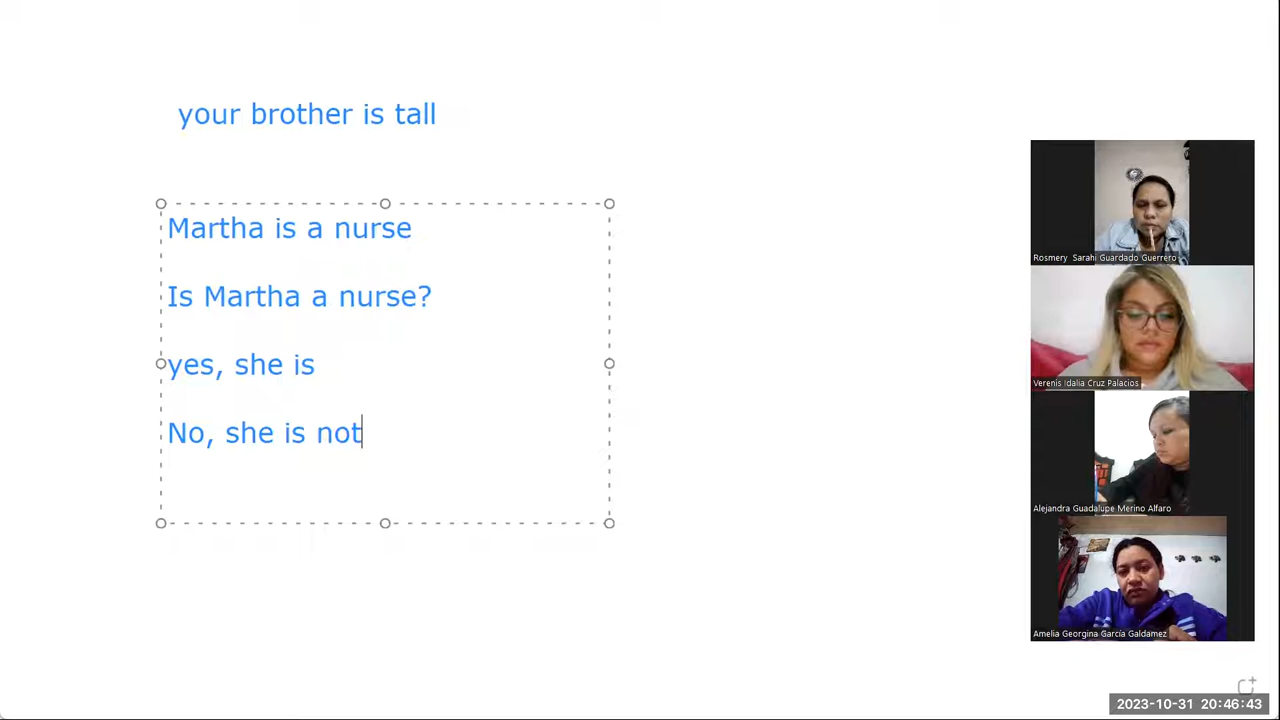 your brother is tall
Martha is a nurse
Is Martha a nurse?
yes, she is
No, she is not
Rosmery Sarahi Guardado Guerrero
Verenis Idalia Cruz Palacios
Alejandra Guadalupe Merino Alfaro
Amelia Georgina García Galdamez
2023-10-31 20:46:43